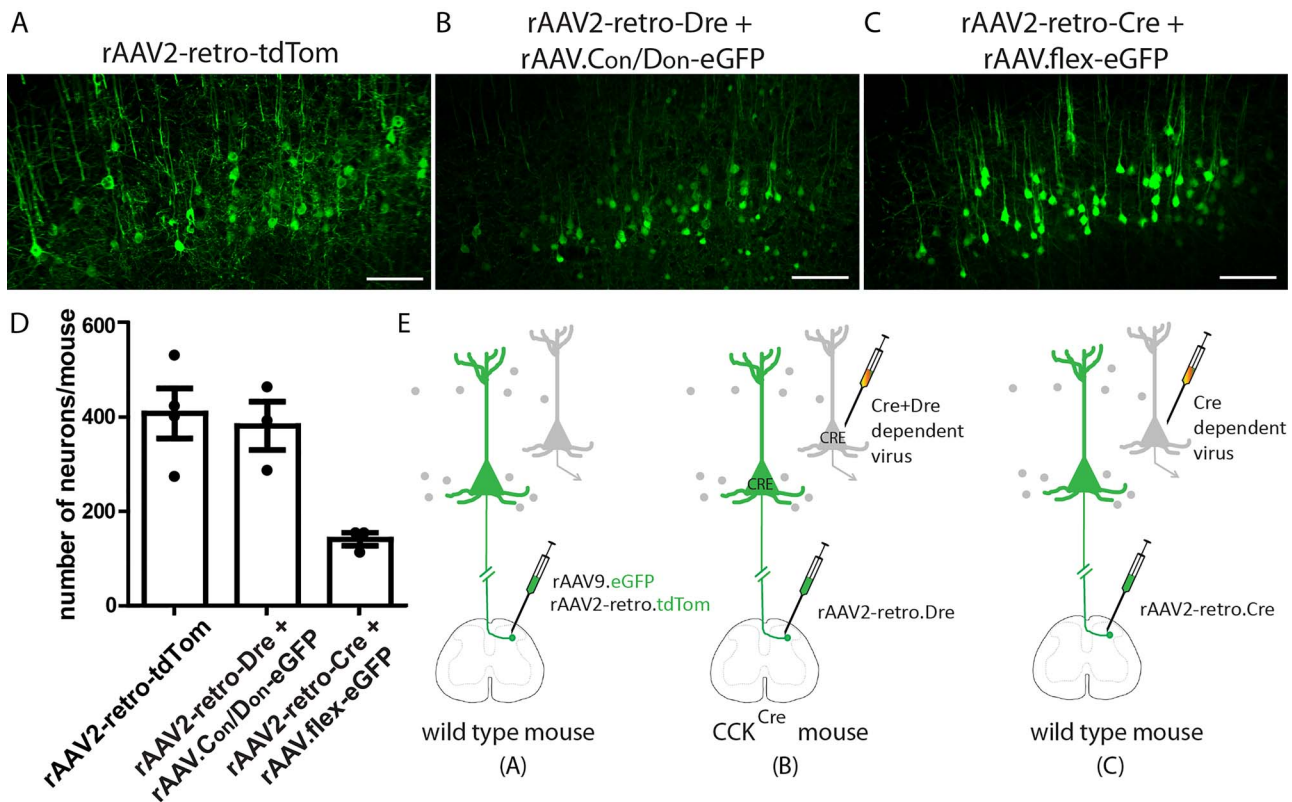 A
rAAV2-retro-tdTom
B
rAAV2-retro-Dre +
rAAV.Con/Don-eGFP
C
rAAV2-retro-Cre +
rAAV.flex-eGFP
D
number of neurons/mouse
600
400
200
0
rAAV2-retro-tdTom
rAAV2-retro-Dre +
rAAV.Con/Don-eGFP
rAAV2-retro-Cre +
rAAV.flex-eGFP
E
rAAV9.eGFP
rAAV2-retro.tdTom
wild type mouse
(A)
CRE
CRE
Cre+Dre
dependent
virus
rAAV2-retro.Dre
CCK Cre mouse
(B)
Cre
dependent
virus
rAAV2-retro.Cre
wild type mouse
(C)